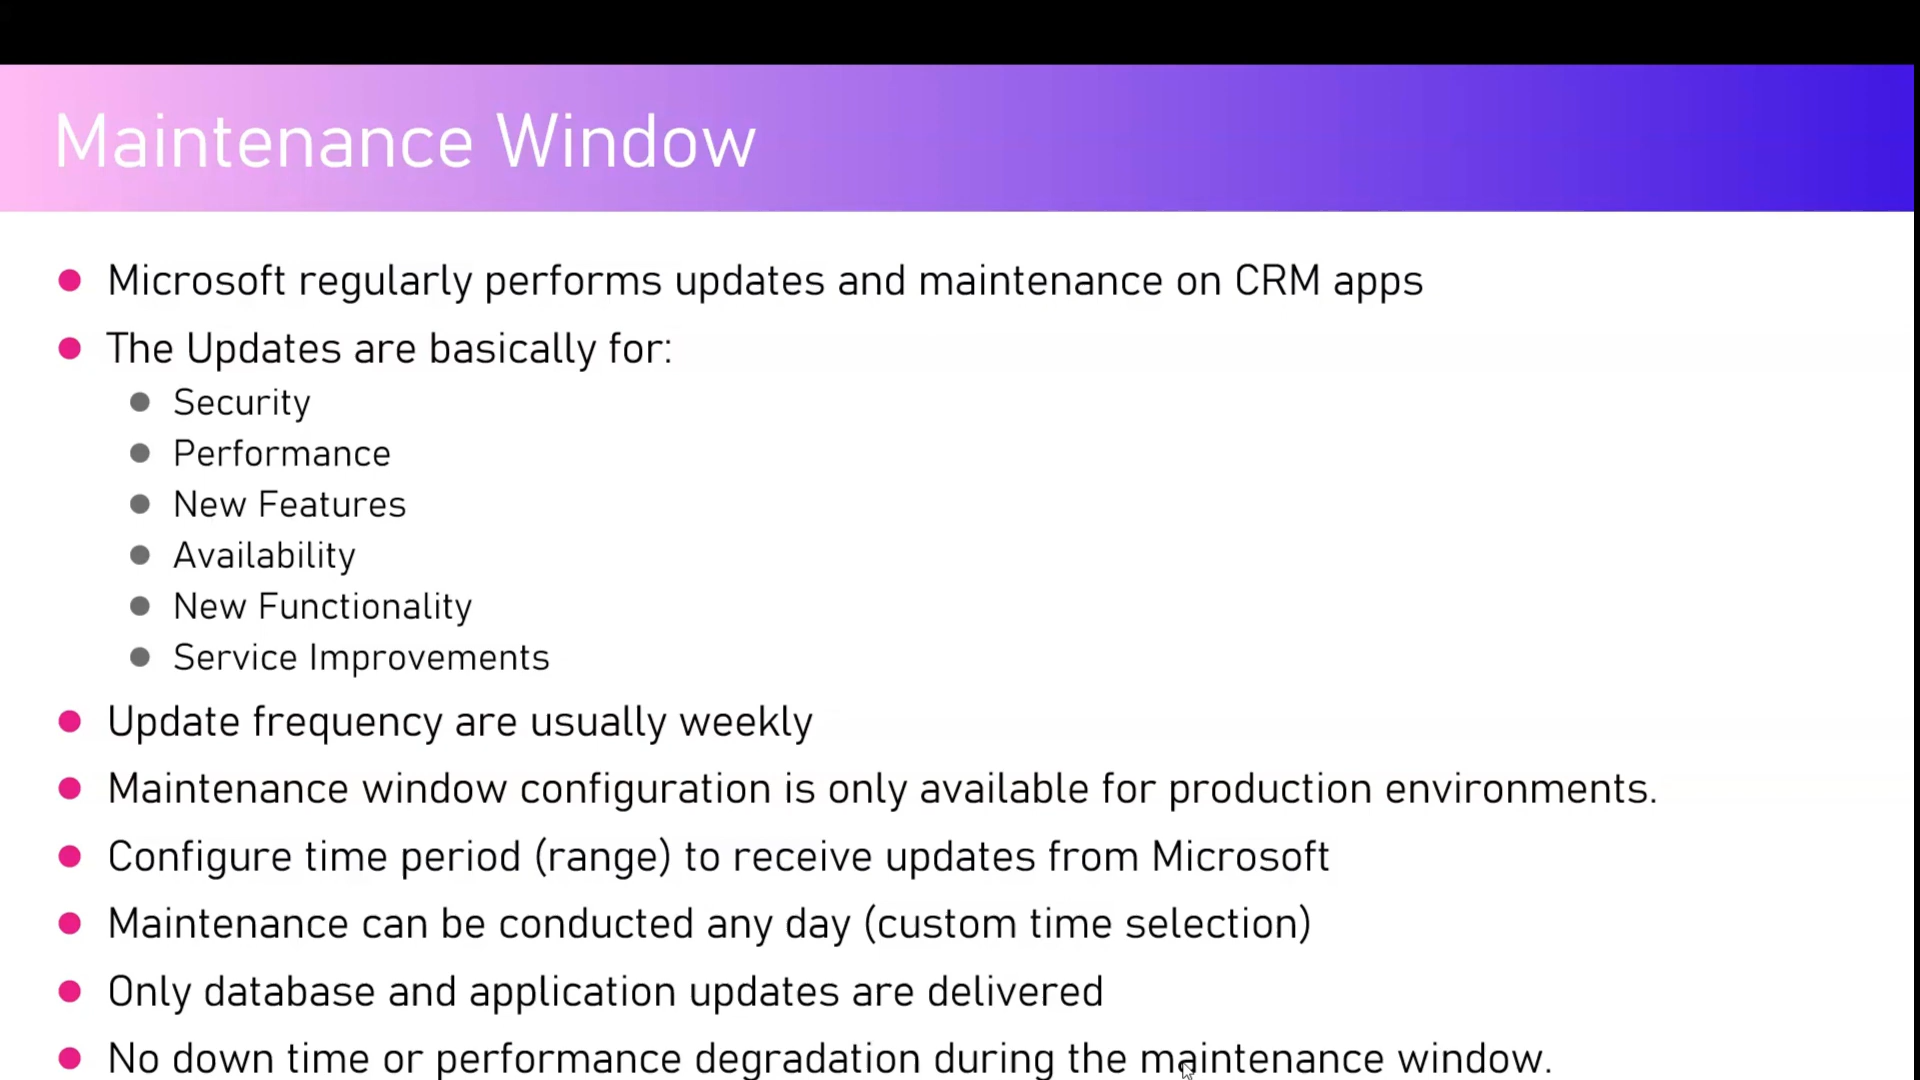 Maintenance Window
Microsoft regularly performs updates and maintenance on CRM apps
The Updates are basically for:
Security
Performance
New Features
Availability
New Functionality
Service Improvements
Update frequency are usually weekly
Maintenance window configuration is only available for production environments.
Configure time period (range) to receive updates from Microsoft
Maintenance can be conducted any day (custom time selection)
Only database and application updates are delivered
No down time or performance degradation during the maintenance window.